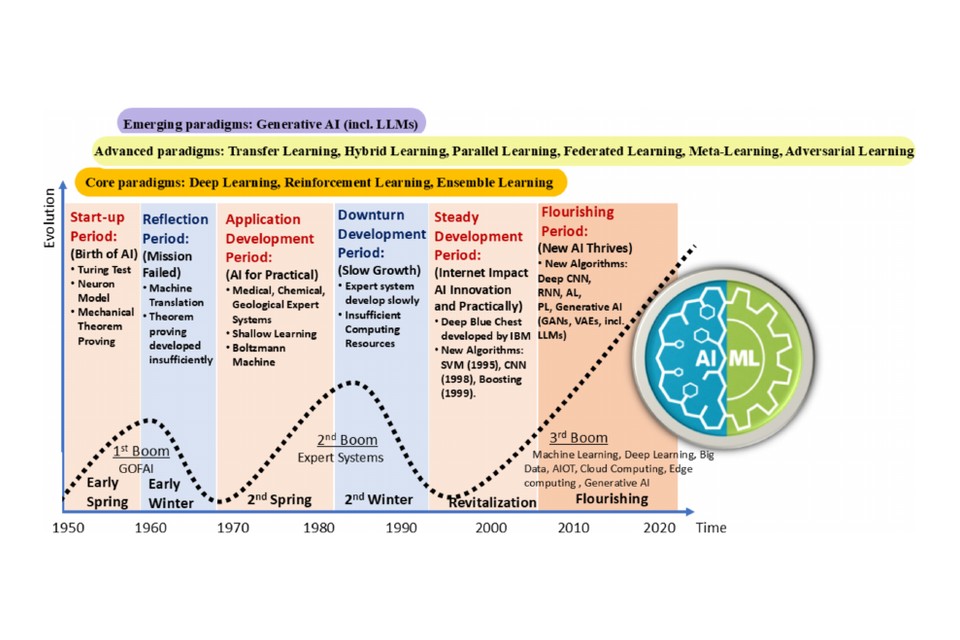 Emerging paradigms: Generative AI (incl. LLMs)
Advanced paradigms: Transfer Learning, Hybrid Learning, Parallel Learning, Federated Learning, Meta-Learning, Adversarial Learning
Core paradigms: Deep Learning, Reinforcement Learning, Ensemble Learning
Evolution
Start-up
Period:
(Birth of AI)
• Turing Test
• Neuron
Model
• Mechanical
Theorem
Proving
Reflection
Period:
(Mission
Failed)
• Machine
Translation
• Theorem
proving
developed
insufficiently
Application
Development
Period:
(AI for Practical)
• Medical, Chemical,
Geological Expert
Systems
• Shallow Learning
• Boltzmann
Machine
Downturn
Development
Period:
(Slow Growth)
• Expert system
develop slowly
• Insufficient
Computing
Resources
Steady
Development
Period:
(Internet Impact
AI Innovation
and Practically)
• Deep Blue Chest
developed by IBM
• New Algorithms:
SVM (1995), CNN
(1998), Boosting
(1999).
Flourishing
Period:
(New AI Thrives)
• New Algorithms:
Deep CNN,
RNN, AL,
PL, Generative AI
(GANs, VAEs, incl.
LLMs)
AI ML
1st Boom
GOFAI
2nd Boom
Expert Systems
3rd Boom
Machine Learning, Deep Learning, Big
Data, AIOT, Cloud Computing, Edge
computing , Generative AI
Early
Spring
Early
Winter
2nd Spring
2nd Winter
Revitalization
Flourishing
1950 1960 1970 1980 1990 2000 2010 2020 Time